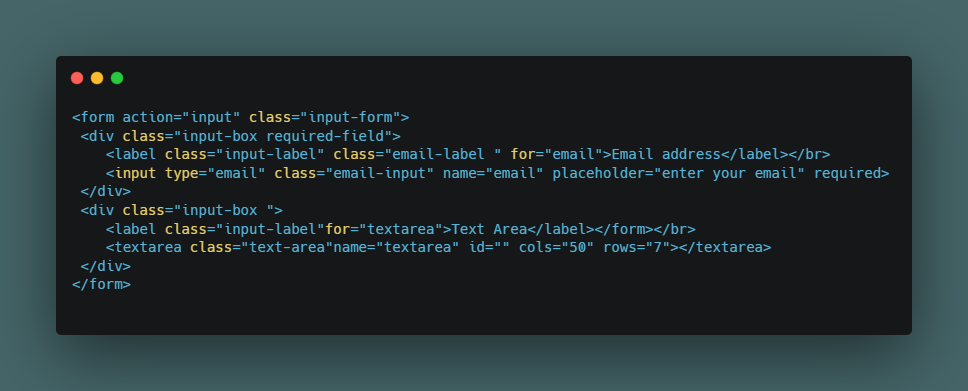 <form action="input" class="input-form">
<div class="input-box required-field">
<label class="input-label" class="email-label " for="email">Email address</label></br>
<input type="email" class="email-input" name="email" placeholder="enter your email" required>
</div>
<div class="input-box ">
<label class="input-label"for="textarea">Text Area</label></form></br>
<textarea class="text-area"name="textarea" id="" cols="50" rows="7"></textarea>
</div>
</form>